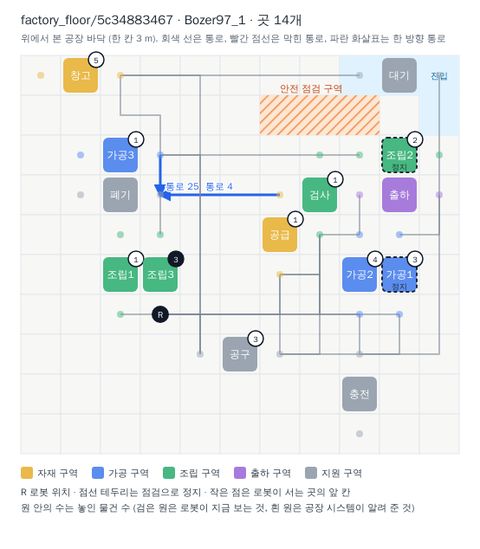 factory_floor/5c34883467 · Bozer97_1 · 곳 14개
위에서 본 공장 바닥 (한 칸 3 m). 회색 선은 통로, 빨간 점선은 막힌 통로, 파란 화살표는 한 방향 통로
창고 5
대기
진입
안전 점검 구역
가공3 1
조립2 2
정지
폐기
통로 25 통로 4
검사 1
출하
공급 1
조립1 1
조립3 3
가공2 4
가공1 3
정지
R
공구 3
충전
자재 구역 가공 구역 조립 구역 출하 구역 지원 구역
R 로봇 위치 · 점선 테두리는 점검으로 정지 · 작은 점은 로봇이 서는 곳의 앞 칸
원 안의 수는 놓인 물건 수 (검은 원은 로봇이 지금 보는 것, 흰 원은 공장 시스템이 알려 준 것)